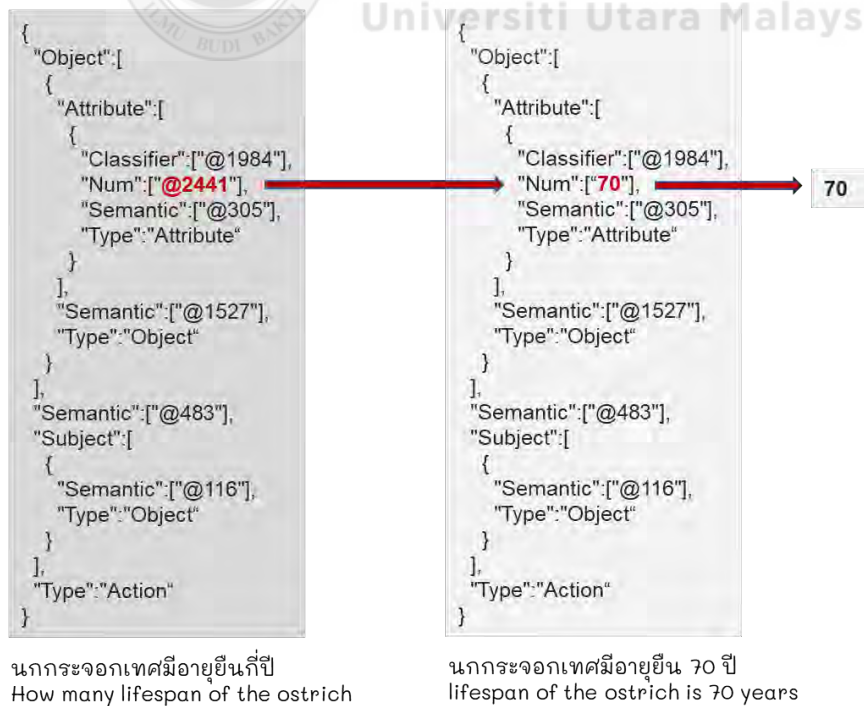 Universiti Utara Malays
BUDI BAK
{
"Object":[
{
"Attribute":[
{
"Classifier":["@1984"],
"Num":["@2441"],
"Semantic":["@305"],
"Type":"Attribute“
}
],
"Semantic":["@1527"],
"Type":"Object“
}
],
"Semantic":["@483"],
"Subject":[
{
"Semantic":["@116"],
"Type":"Object“
}
],
"Type":"Action“
}
นกกระจอกเทศมีอายุยืนกี่ปี
How many lifespan of the ostrich
{
"Object":[
{
"Attribute":[
{
"Classifier":["@1984"],
"Num":["70"],
"Semantic":["@305"],
"Type":"Attribute“
}
],
"Semantic":["@1527"],
"Type":"Object“
}
],
"Semantic":["@483"],
"Subject":[
{
"Semantic":["@116"],
"Type":"Object“
}
],
"Type":"Action“
}
นกกระจอกเทศมีอายุยืน 70 ปี
lifespan of the ostrich is 70 years
70